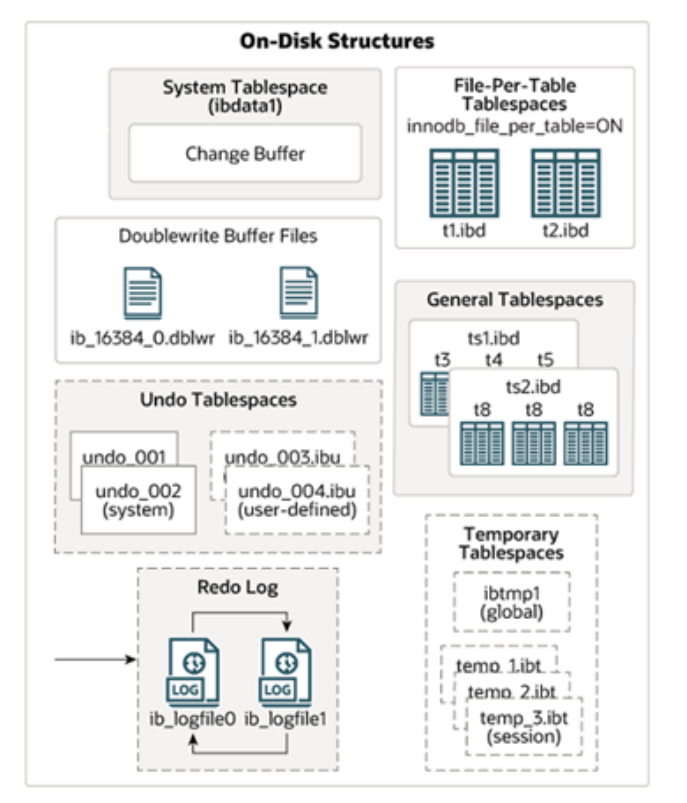 On-Disk Structures
System Tablespace
(ibdata1)
Change Buffer
File-Per-Table
Tablespaces
innodb_file_per_table=ON
t1.ibd t2.ibd
Doublewrite Buffer Files
ib_16384_0.dblwr ib_16384_1.dblwr
General Tablespaces
ts1.ibd
t3 t4 t5
ts2.ibd
t8 t8 t8
Undo Tablespaces
undo_001
undo_002
(system)
undo_003.ibu
undo_004.ibu
(user-defined)
Temporary
Tablespaces
ibtmp1
(global)
temp_1.ibt
temp_2.ibt
temp_3.ibt
(session)
Redo Log
LOG LOG
ib_logfile0 ib_logfile1